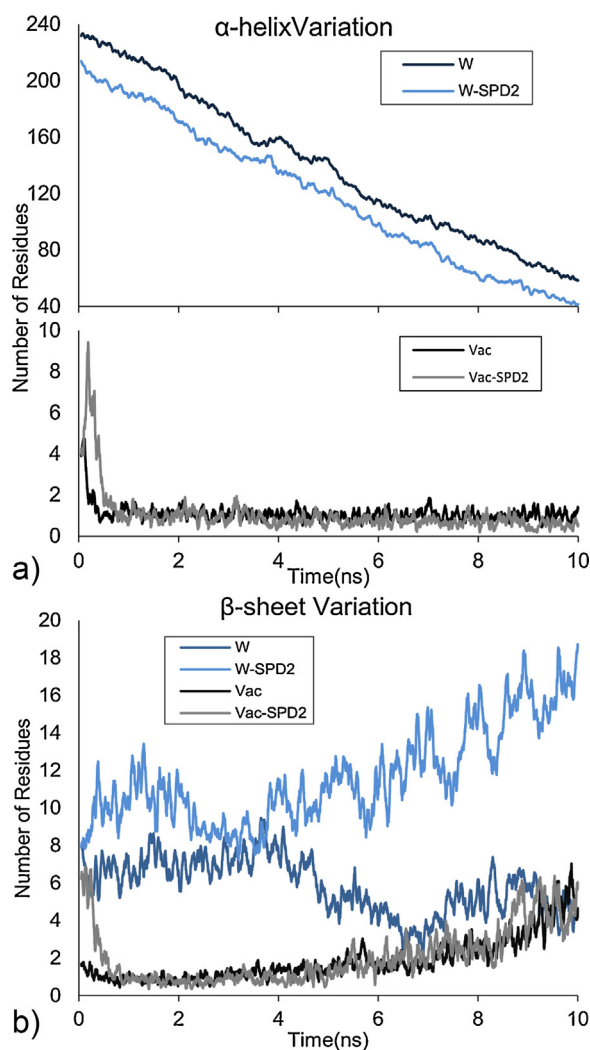 α-helixVariation
240
200
160
120
80
40
W
W-SPD2
Number of Residues
10
8
6
4
2
0
Vac
Vac-SPD2
0
2
4
6
8
10
Time(ns)
a)
β-sheet Variation
20
18
16
14
12
10
8
6
4
2
0
W
W-SPD2
Vac
Vac-SPD2
Number of Residues
0
2
4
6
8
10
Time(ns)
b)